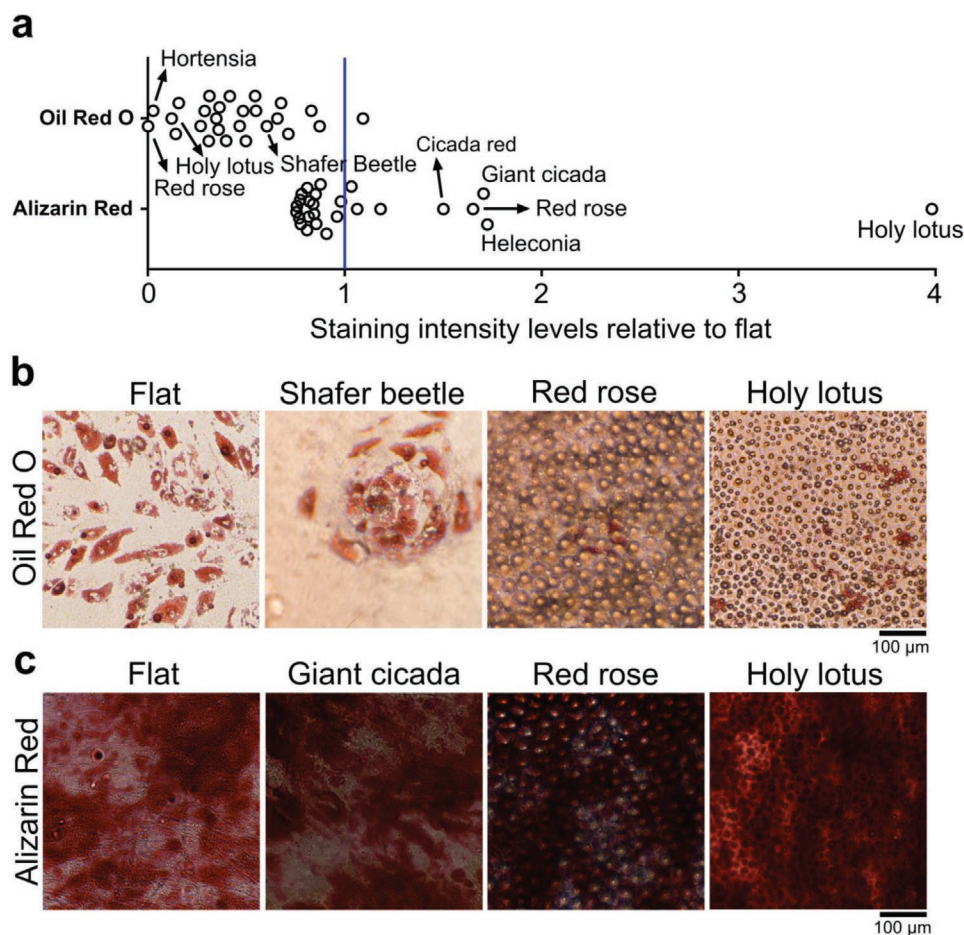 a
Hortensia
Oil Red O
Holy lotus
Shafer Beetle
Red rose
Cicada red
Giant cicada
Alizarin Red
Red rose
Heleconia
Holy lotus
0 1 2 3 4
Staining intensity levels relative to flat
b
Flat Shafer beetle Red rose Holy lotus
Oil Red O
100 µm
c
Flat Giant cicada Red rose Holy lotus
Alizarin Red
100 µm